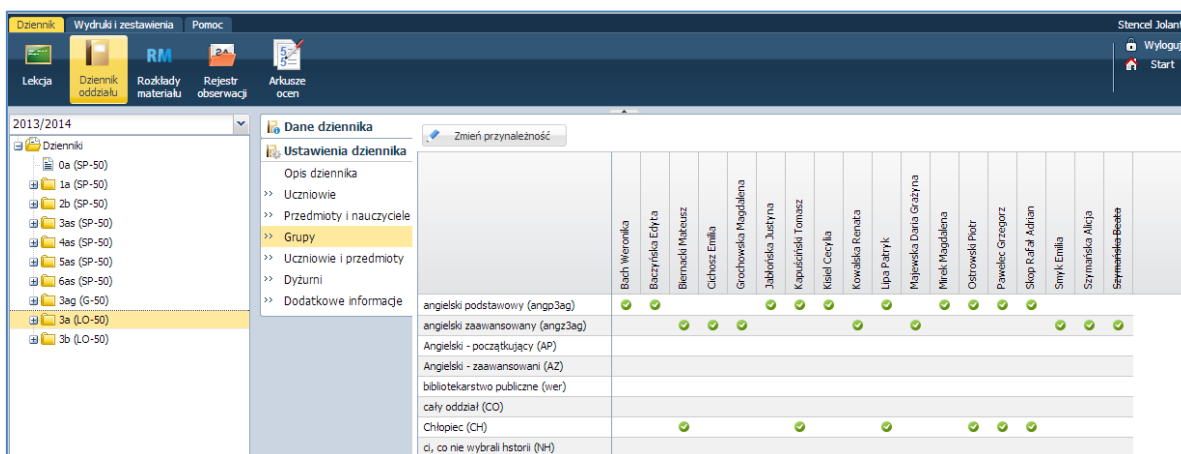 Dziennik Wydruki i zestawienia Pomoc
Stencel Jolant
Wyloguj
Start
Lekcja
Dziennik oddziału
Rozkłady materiału
Rejestr obserwacji
Arkusze ocen
RM
2013/2014
Dzienniki
0a (SP-50)
1a (SP-50)
2b (SP-50)
3as (SP-50)
4as (SP-50)
5as (SP-50)
6as (SP-50)
3ag (G-50)
3a (LO-50)
3b (LO-50)
Dane dziennika
Ustawienia dziennika
Opis dziennika
>> Uczniowie
>> Przedmioty i nauczyciele
>> Grupy
>> Uczniowie i przedmioty
>> Dyżurni
>> Dodatkowe informacje
Zmień przynależność
Bach Weronika
Baczyńska Edyta
Biernacki Mateusz
Cichosz Emilia
Grochowska Magdalena
Jabłońska Justyna
Kapuściński Tomasz
Kisiel Cecylia
Kowalska Renata
Lipa Patryk
Majewska Daria Grażyna
Mirek Magdalena
Ostrowski Piotr
Pawelec Grzegorz
Skop Rafał Adrian
Smyk Emilia
Szymańska Alicja
Szymańska Beata
angielski podstawowy (angp3ag)
angielski zaawansowany (angz3ag)
Angielski - początkujący (AP)
Angielski - zaawansowani (AZ)
bibliotekarstwo publiczne (wer)
cały oddział (CO)
Chłopiec (CH)
ci, co nie wybrali hstorii (NH)